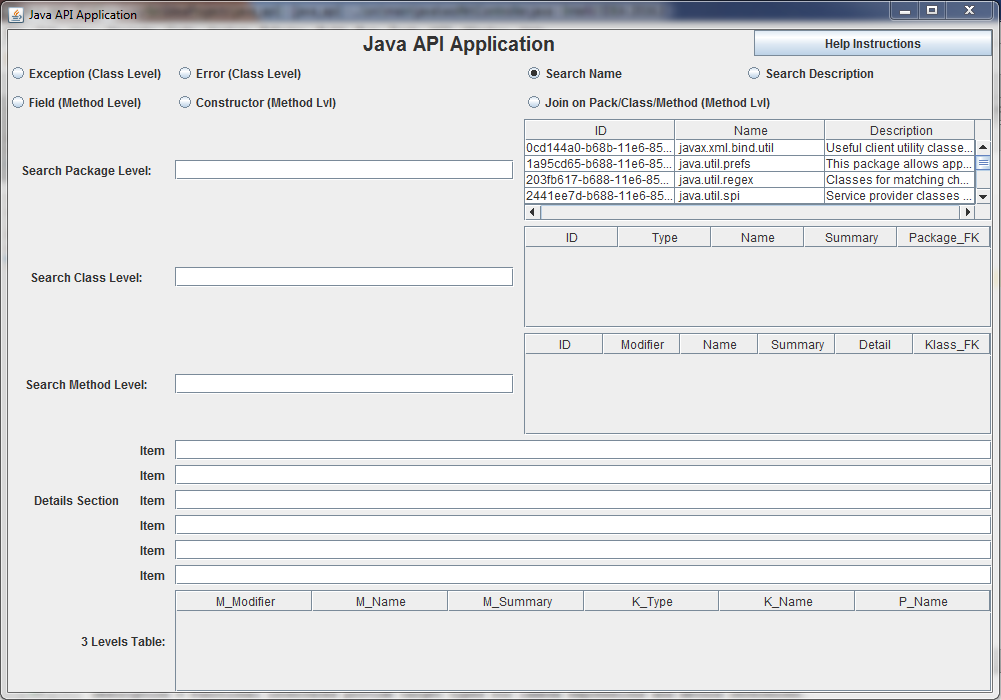 Java API Application
Java API Application
Help Instructions
Exception (Class Level) Error (Class Level) Search Name Search Description
Field (Method Level) Constructor (Method Lvl) Join on Pack/Class/Method (Method Lvl)
ID Name Description
0cd144a0-b68b-11e6-85... javax.xml.bind.util Useful client utility classe...
1a95cd65-b688-11e6-85... java.util.prefs This package allows app...
203fb617-b688-11e6-85... java.util.regex Classes for matching ch...
2441ee7d-b688-11e6-85... java.util.spi Service provider classes ...
Search Package Level:
ID Type Name Summary Package_FK
Search Class Level:
ID Modifier Name Summary Detail Klass_FK
Search Method Level:
Item
Item
Details Section Item
Item
Item
Item
M_Modifier M_Name M_Summary K_Type K_Name P_Name
3 Levels Table: